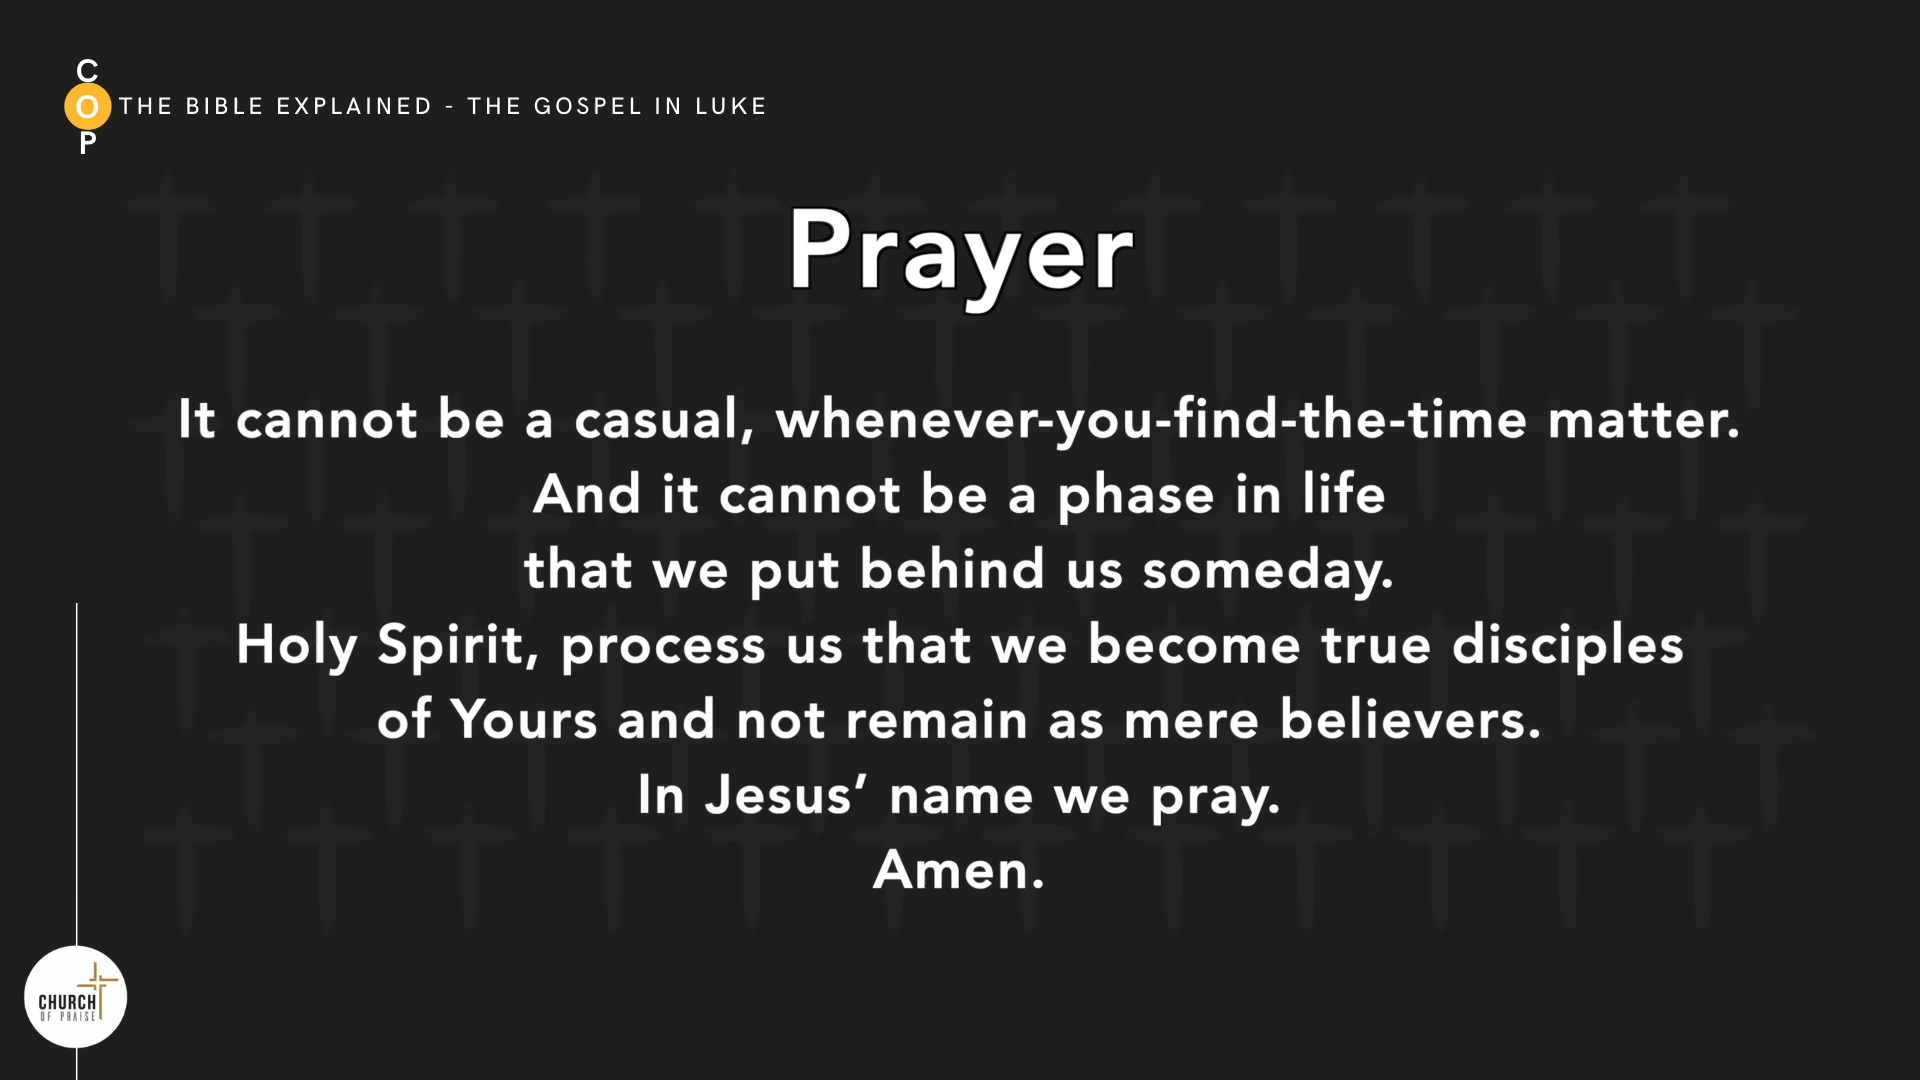 C
O THE BIBLE EXPLAINED - THE GOSPEL IN LUKE
P
Prayer
It cannot be a casual, whenever-you-find-the-time matter.
And it cannot be a phase in life
that we put behind us someday.
Holy Spirit, process us that we become true disciples
of Yours and not remain as mere believers.
In Jesus’ name we pray.
Amen.
CHURCH
OF PRAISE